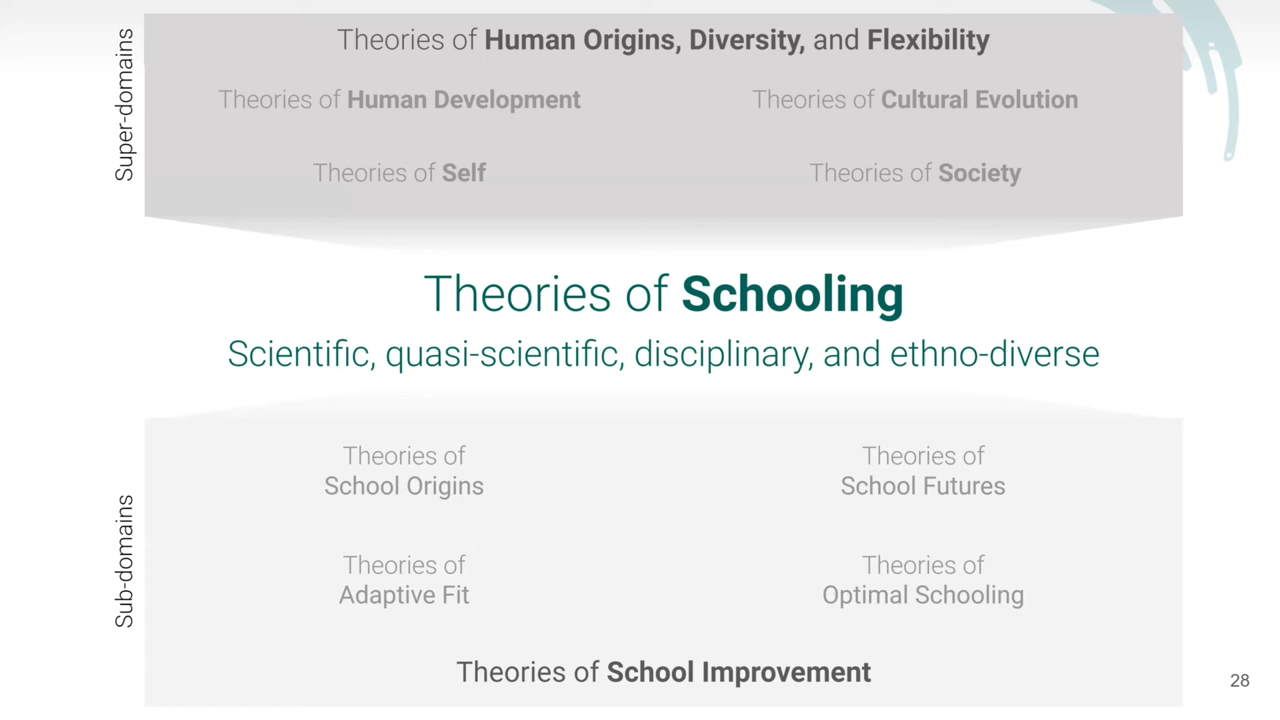 Super-domains
Theories of Human Origins, Diversity, and Flexibility
Theories of Human Development
Theories of Cultural Evolution
Theories of Self
Theories of Society
Theories of Schooling
Scientific, quasi-scientific, disciplinary, and ethno-diverse
Sub-domains
Theories of
School Origins
Theories of
School Futures
Theories of
Adaptive Fit
Theories of
Optimal Schooling
Theories of School Improvement
28